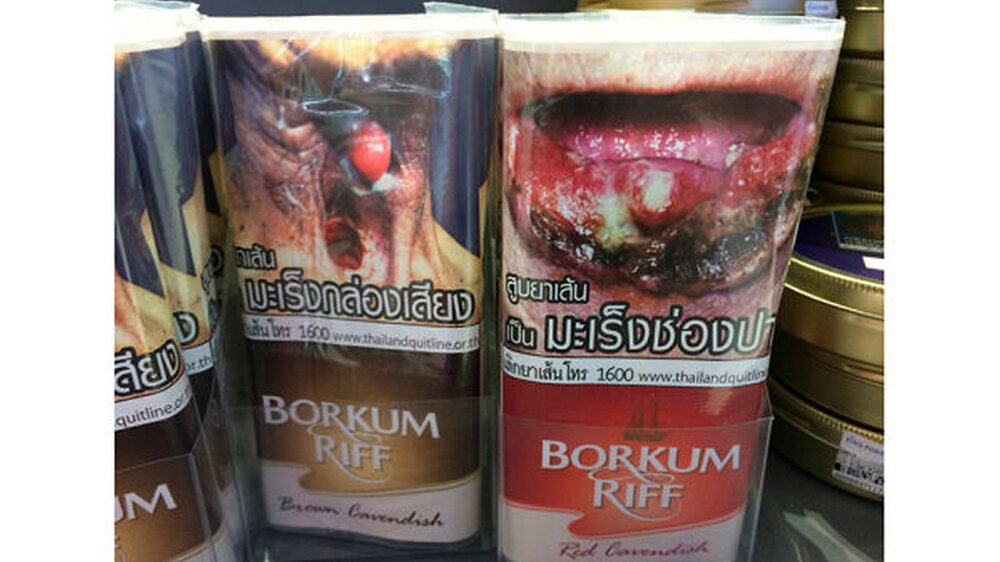 เสียง
quitline.or.th
UM
ยาเส้น
มะเร็งกล่องเสียง
เส้นโทร 1600 www.thailandquitline.or.th
BORKUM
RIFF
Brown Cavendish
สูบยาเส้น
เป็น มะเร็งช่องปา
เลิกยาเส้นโทร 1600 www.thailandquitline
BORKUM
RIFF
Red Cavendish